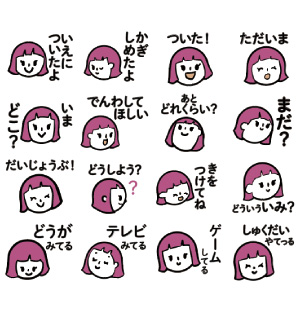 いえに
ついたよ
かぎ
しめたよ
ついた!
ただいま
いま
どこ?
でんわして
ほしい
あと
どれくらい?
まだ?
だいじょうぶ!
どうしよう?
?
きを
つけてね
どういういみ?
どうが
みてる
テレビ
みてる
ゲーム
してる
しゅくだい
やてっる